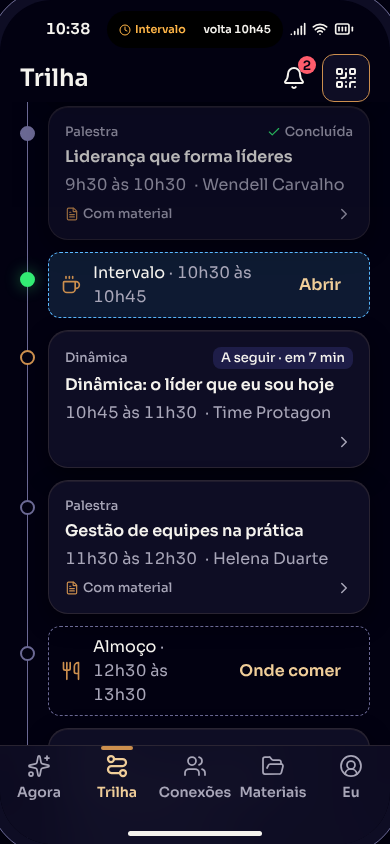 10:38
Intervalo volta 10h45
Trilha
2
Palestra
Concluída
Liderança que forma líderes
9h30 às 10h30 · Wendell Carvalho
Com material
Intervalo · 10h30 às
10h45
Abrir
Dinâmica
A seguir · em 7 min
Dinâmica: o líder que eu sou hoje
10h45 às 11h30 · Time Protagon
Palestra
Gestão de equipes na prática
11h30 às 12h30 · Helena Duarte
Com material
Almoço ·
12h30 às
13h30
Onde comer
Agora
Trilha
Conexões
Materiais
Eu